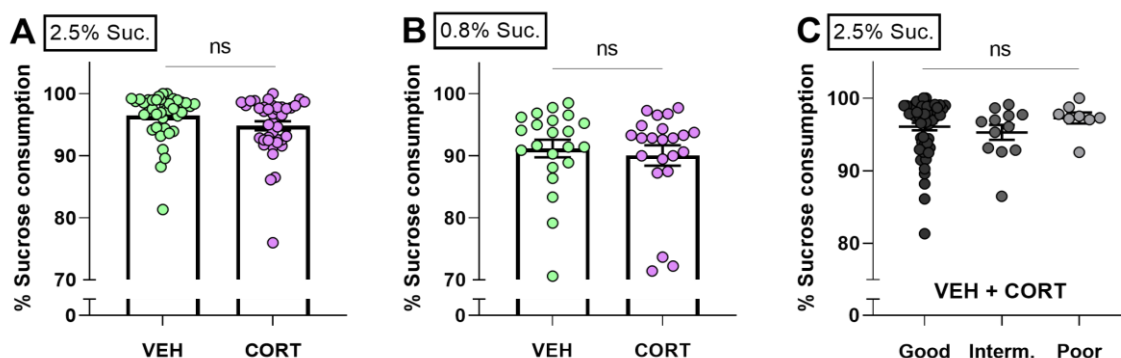 A
2.5% Suc.
ns
% Sucrose consumption
100
90
80
70
0
VEH
CORT
B
0.8% Suc.
ns
% Sucrose consumption
100
90
80
70
0
VEH
CORT
C
2.5% Suc.
ns
% Sucrose consumption
100
90
80
0
VEH + CORT
Good
Interm.
Poor